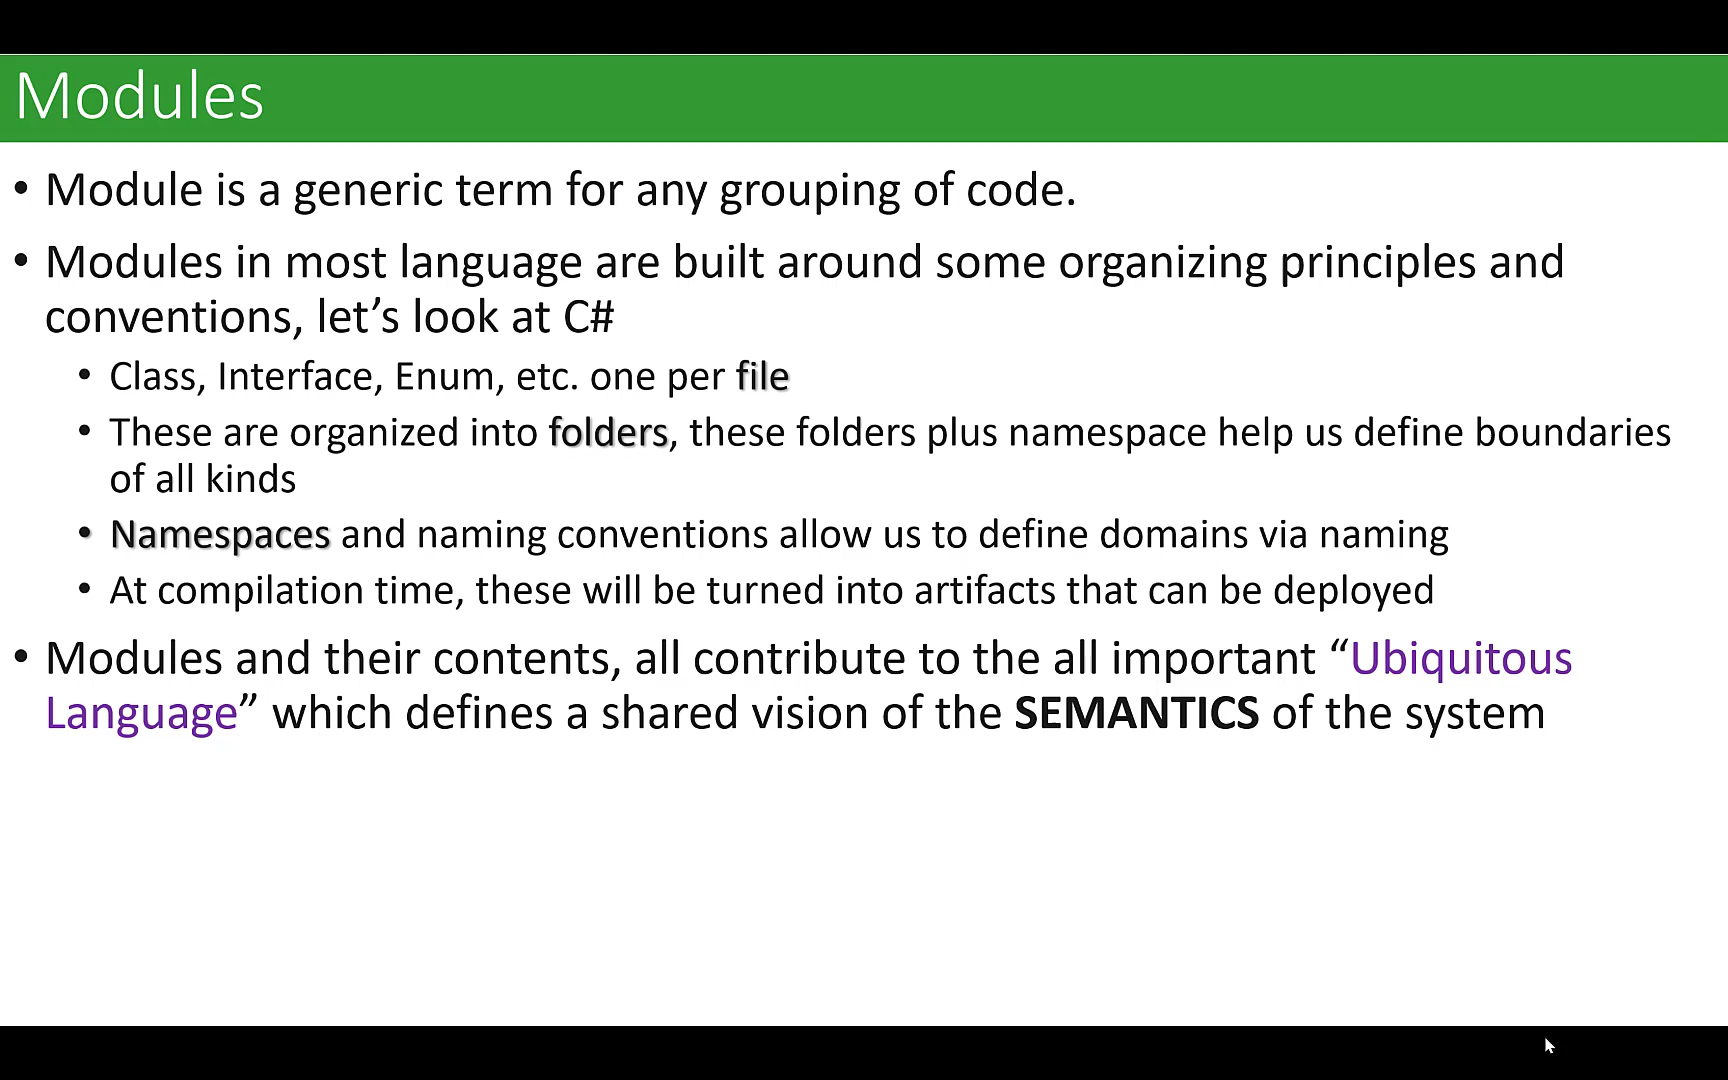 Modules
• Module is a generic term for any grouping of code.
• Modules in most language are built around some organizing principles and
conventions, let’s look at C#
• Class, Interface, Enum, etc. one per file
• These are organized into folders, these folders plus namespace help us define boundaries
of all kinds
• Namespaces and naming conventions allow us to define domains via naming
• At compilation time, these will be turned into artifacts that can be deployed
• Modules and their contents, all contribute to the all important “Ubiquitous
Language” which defines a shared vision of the SEMANTICS of the system